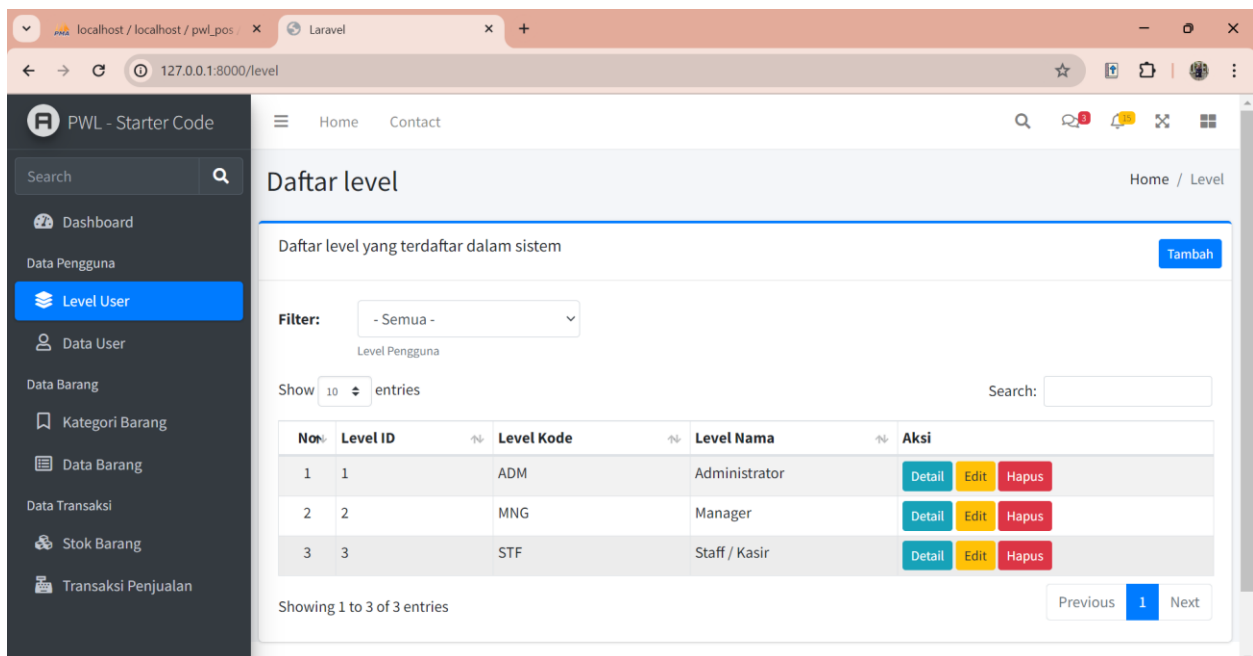 localhost / localhost / pwl_pos /
Laravel
127.0.0.1:8000/level
PWL - Starter Code
Home Contact
3 15
Search
Daftar level
Home / Level
Dashboard
Data Pengguna
Level User
Data User
Data Barang
Kategori Barang
Data Barang
Data Transaksi
Stok Barang
Transaksi Penjualan
Daftar level yang terdaftar dalam sistem
Tambah
Filter: - Semua -
Level Pengguna
Show 10 entries
Search:
No Level ID Level Kode Level Nama Aksi
1 1 ADM Administrator Detail Edit Hapus
2 2 MNG Manager Detail Edit Hapus
3 3 STF Staff / Kasir Detail Edit Hapus
Showing 1 to 3 of 3 entries
Previous 1 Next